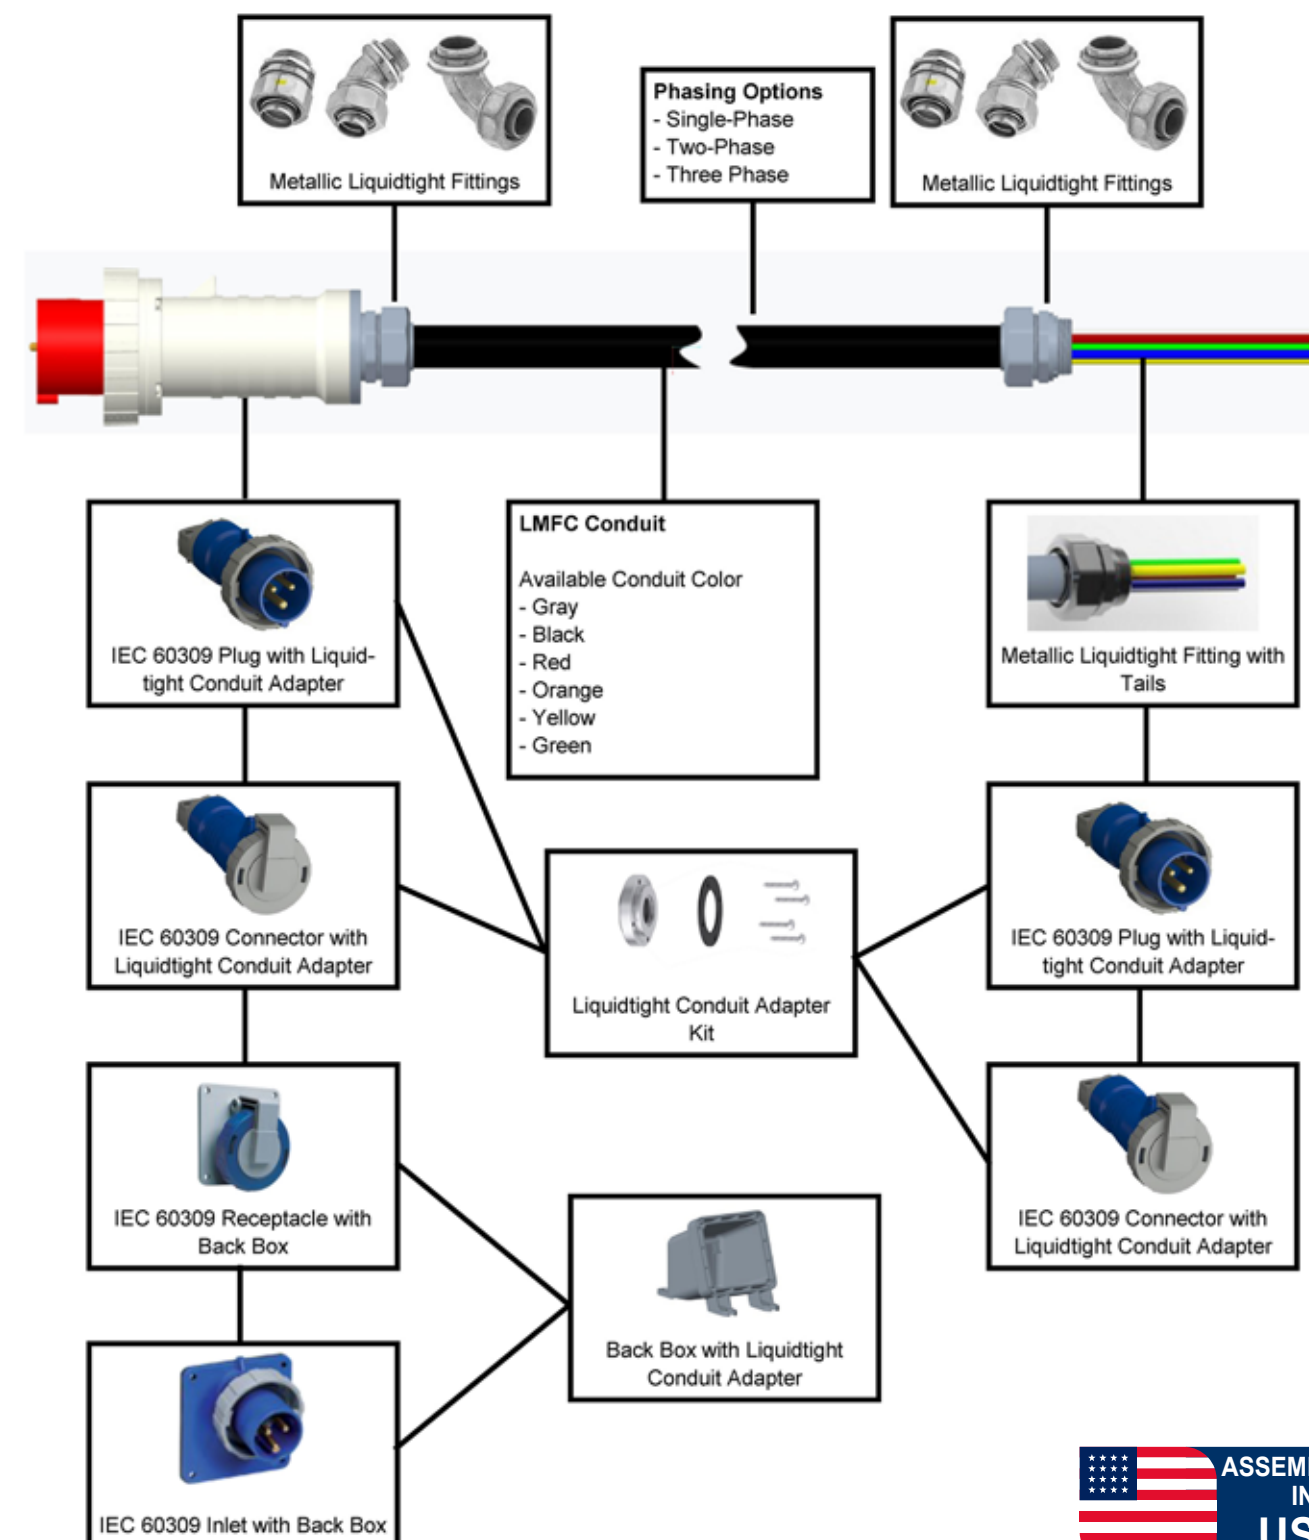 Metallic Liquidtight Fittings
Phasing Options
- Single-Phase
- Two-Phase
- Three Phase
Metallic Liquidtight Fittings
IEC 60309 Plug with Liquid-
tight Conduit Adapter
LMFC Conduit
Available Conduit Color
- Gray
- Black
- Red
- Orange
- Yellow
- Green
Metallic Liquidtight Fitting with
Tails
IEC 60309 Connector with
Liquidtight Conduit Adapter
Liquidtight Conduit Adapter
Kit
IEC 60309 Plug with Liquid-
tight Conduit Adapter
IEC 60309 Receptacle with
Back Box
Back Box with Liquidtight
Conduit Adapter
IEC 60309 Connector with
Liquidtight Conduit Adapter
IEC 60309 Inlet with Back Box